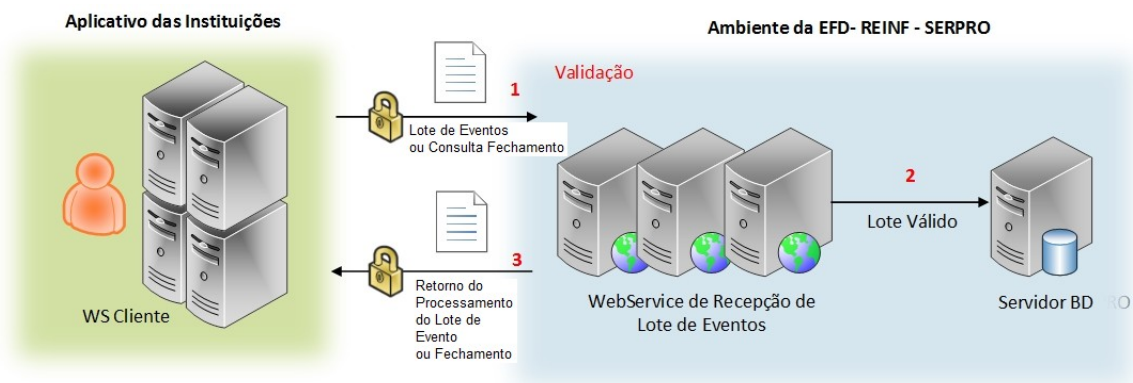 Aplicativo das Instituições
Ambiente da EFD- REINF - SERPRO
Validação
1
Lote de Eventos
ou Consulta Fechamento
2
Lote Válido
3
Retorno do
Processamento
do Lote de
Evento
ou Fechamento
WS Cliente
WebService de Recepção de
Lote de Eventos
Servidor BD